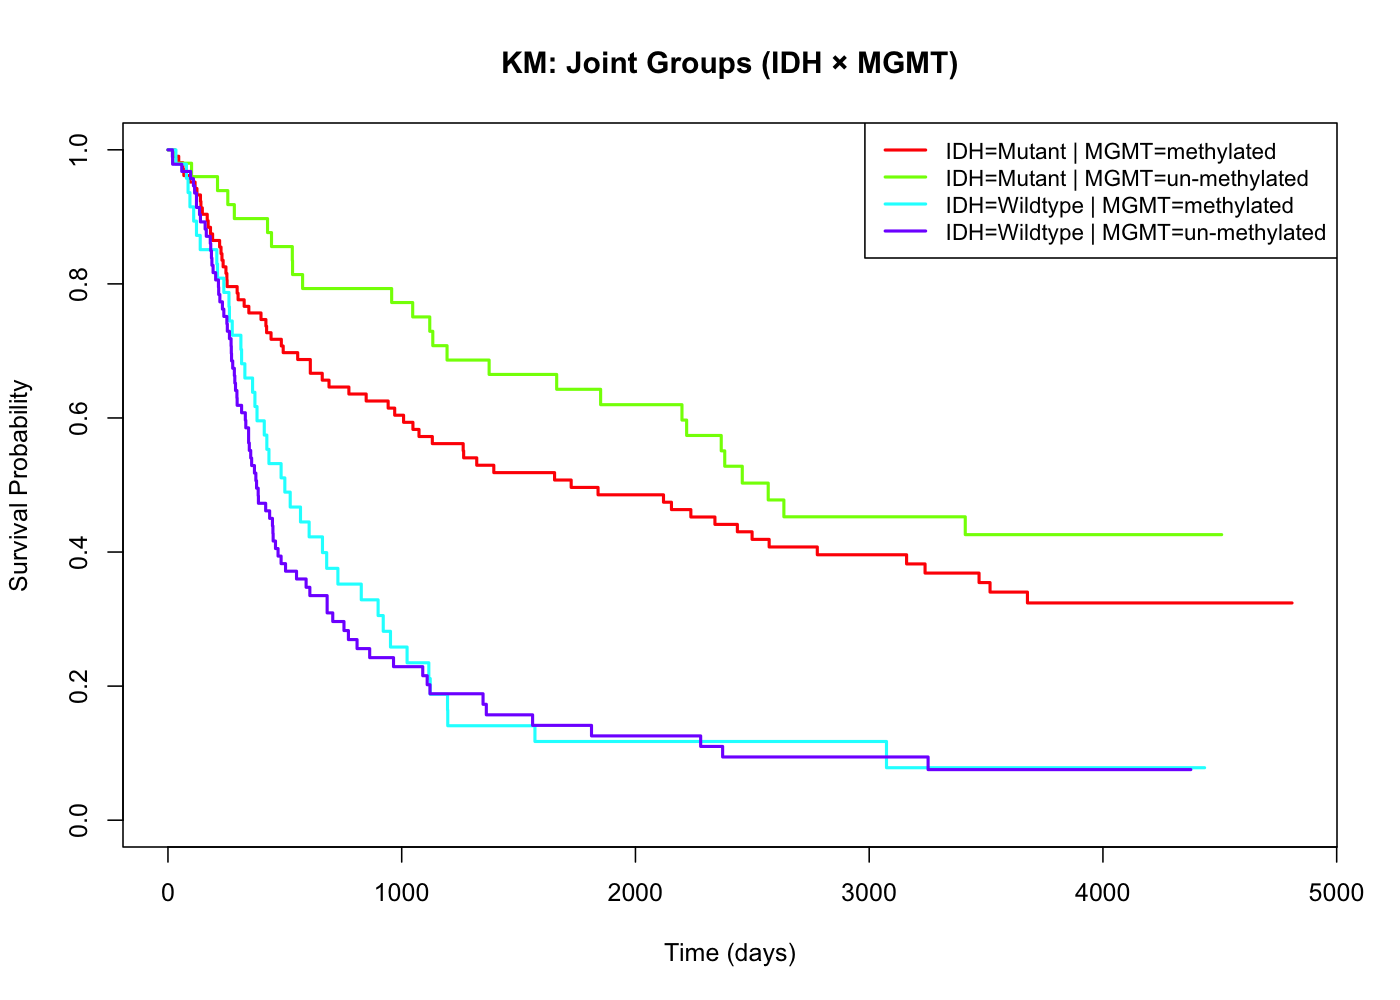 KM: Joint Groups (IDH × MGMT)
IDH=Mutant | MGMT=methylated
IDH=Mutant | MGMT=un-methylated
IDH=Wildtype | MGMT=methylated
IDH=Wildtype | MGMT=un-methylated
Survival Probability
1.0
0.8
0.6
0.4
0.2
0.0
0 1000 2000 3000 4000 5000
Time (days)